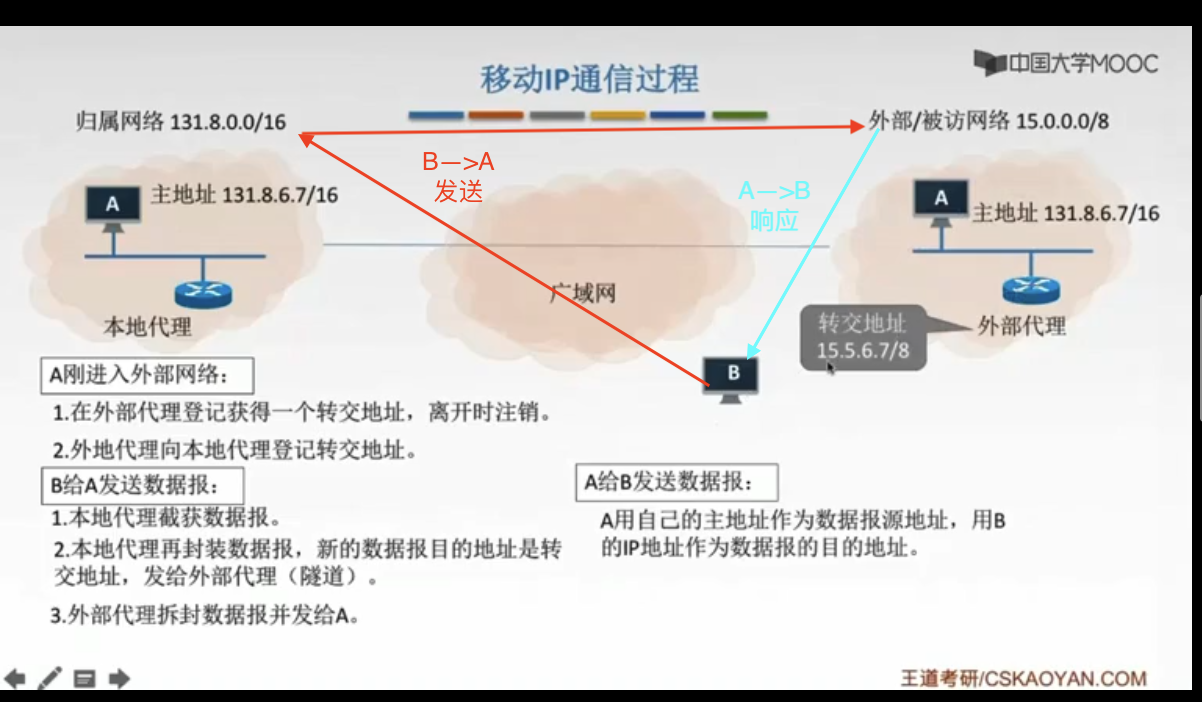 中国大学MOOC
移动IP通信过程
归属网络 131.8.0.0/16
外部/被访网络 15.0.0.0/8
B—>A
发送
A—>B
响应
A
主地址 131.8.6.7/16
A
主地址 131.8.6.7/16
广域网
本地代理
转交地址
15.5.6.7/8
外部代理
B
A刚进入外部网络：
1.在外部代理登记获得一个转交地址，离开时注销。
2.外地代理向本地代理登记转交地址。
B给A发送数据报：
1.本地代理截获数据报。
2.本地代理再封装数据报，新的数据报目的地址是转
交地址，发给外部代理（隧道）。
3.外部代理拆封数据报并发给A。
A给B发送数据报：
A用自己的主地址作为数据报源地址，用B
的IP地址作为数据报的目的地址。
王道考研/CSKAOYAN.COM